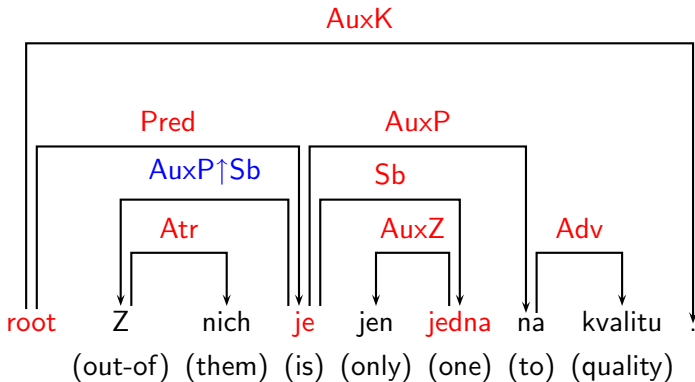 AuxK
Pred AuxP
AuxP↑Sb Sb
Atr AuxZ Adv
root Z nich je jen jedna na kvalitu .
(out-of) (them) (is) (only) (one) (to) (quality)